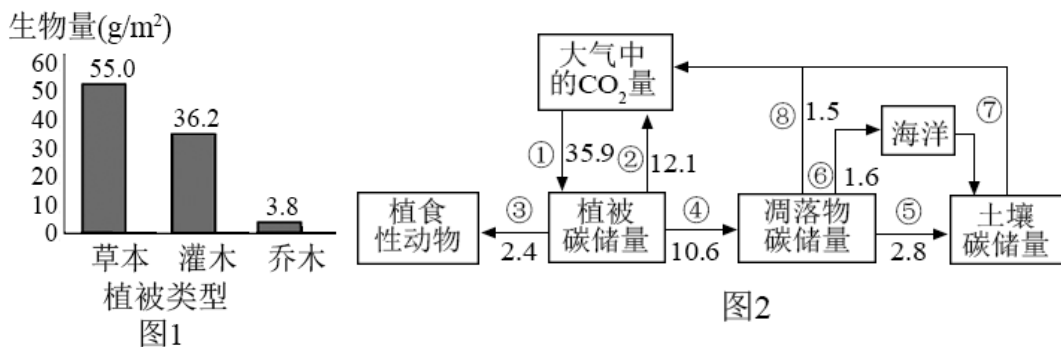 生物量(g/m²)
60
50
40
30
20
10
0
55.0
36.2
3.8
草本 灌木 乔木
植被类型
图1
大气中
的CO₂量
① 35.9 ② 12.1
⑧ 1.5
⑥ 1.6
海洋
⑦
植食
性动物
③
2.4
植被
碳储量
④
10.6
凋落物
碳储量
⑤
2.8
土壤
碳储量
图2